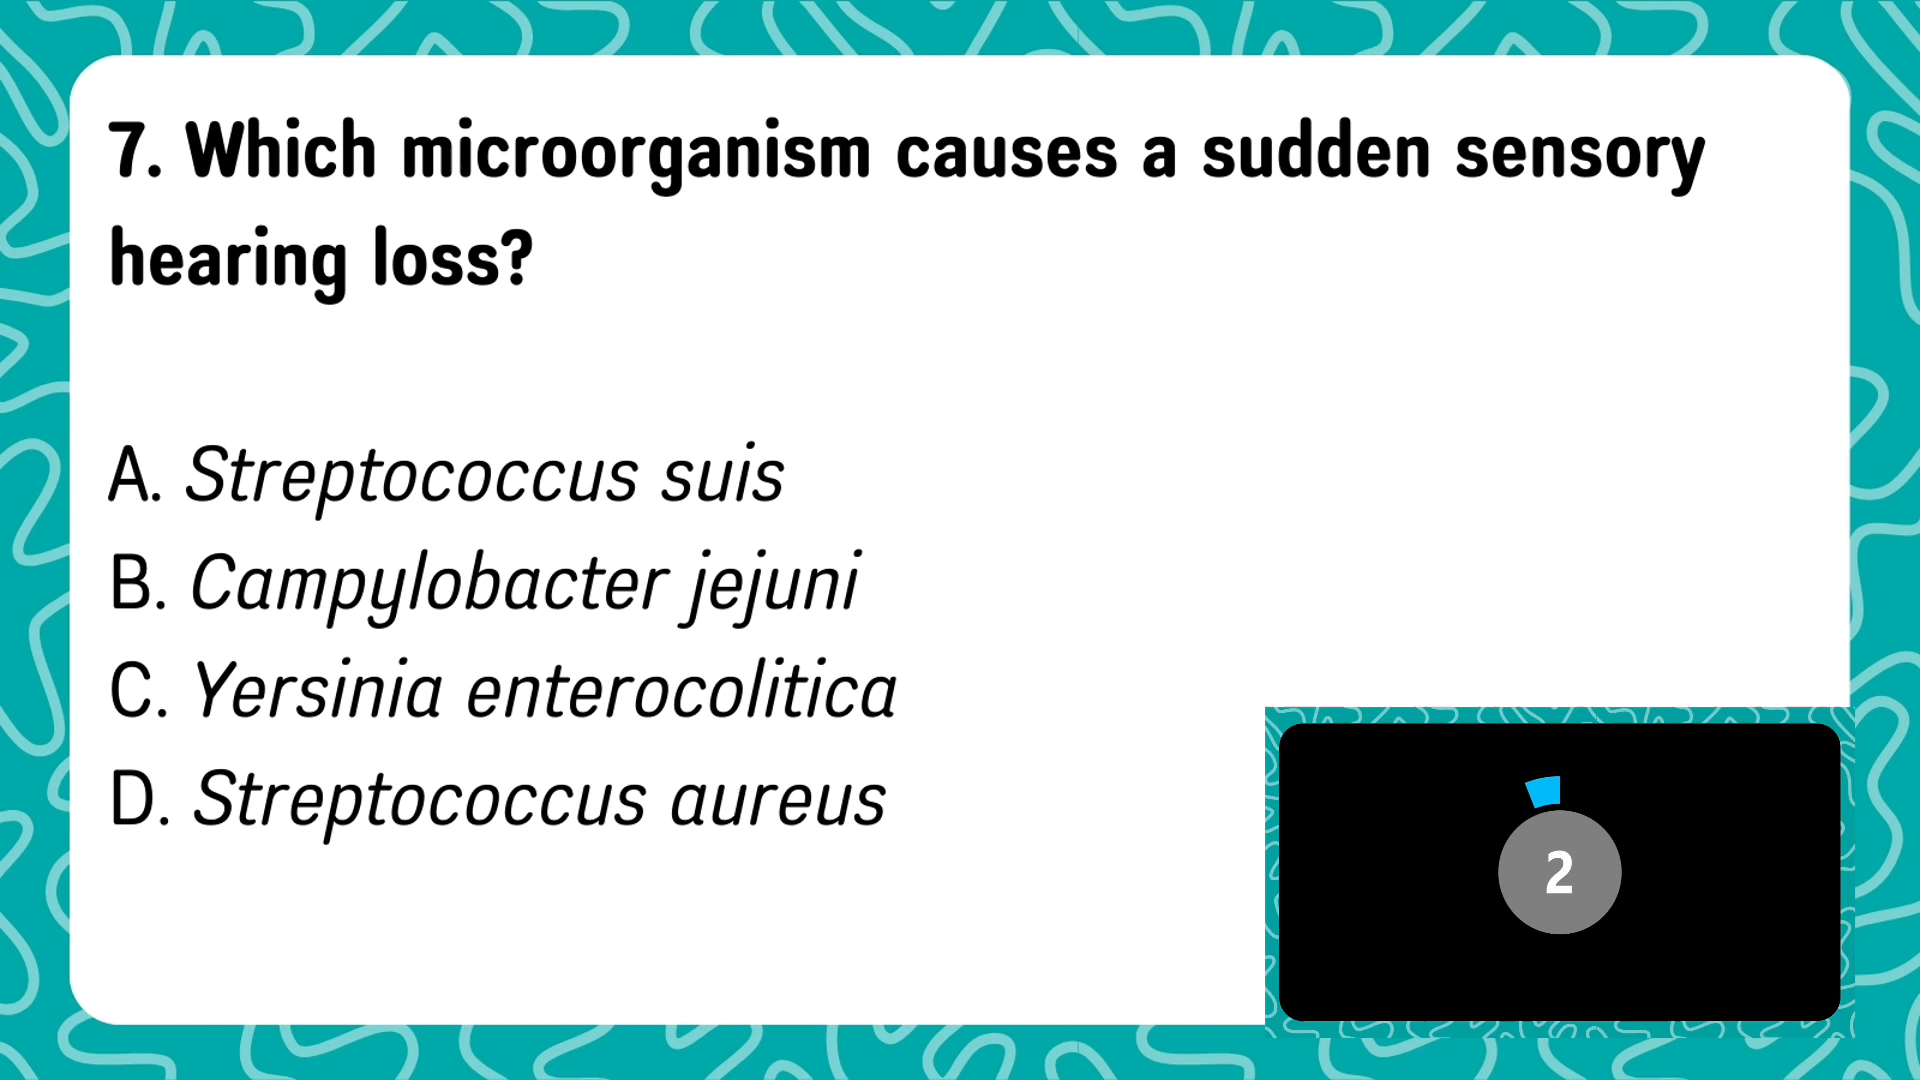 7. Which microorganism causes a sudden sensory
hearing loss?
A. Streptococcus suis
B. Campylobacter jejuni
C. Yersinia enterocolitica
D. Streptococcus aureus
2